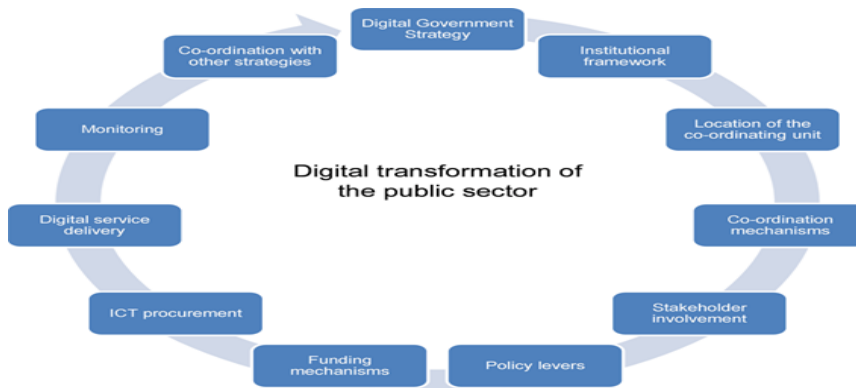 Digital Government
Strategy
Institutional
framework
Location of the
co-ordinating unit
Co-ordination
mechanisms
Stakeholder
involvement
Policy levers
Funding
mechanisms
ICT procurement
Digital service
delivery
Monitoring
Co-ordination with
other strategies
Digital transformation of
the public sector